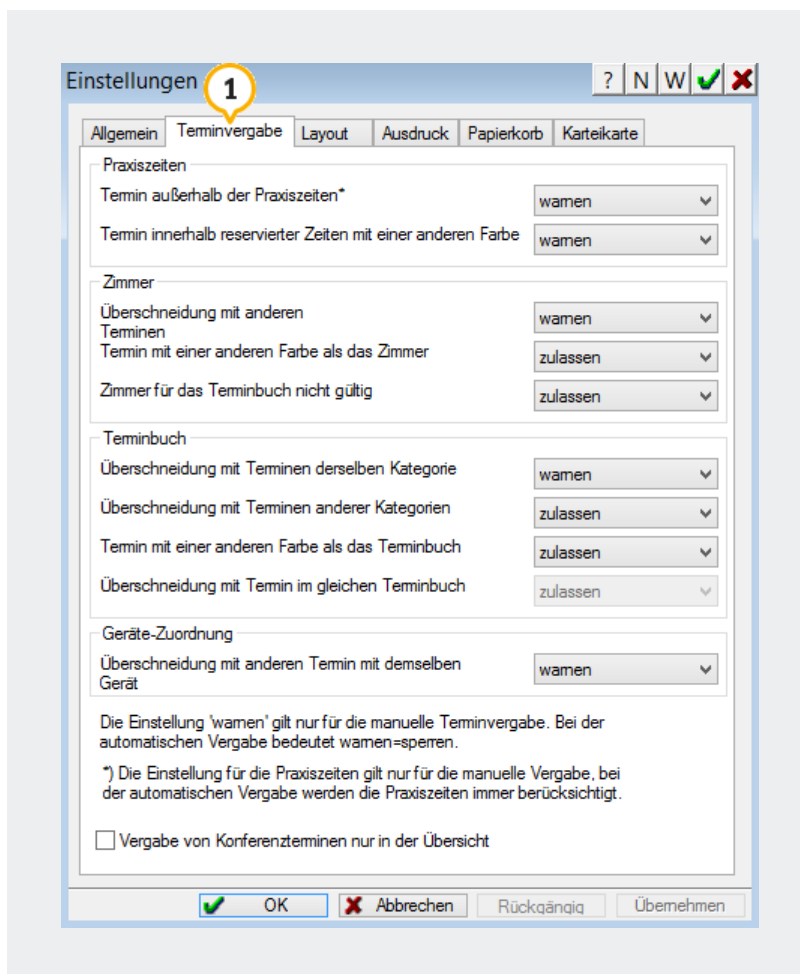 Einstellungen
1
? N W
Allgemein Terminvergabe Layout Ausdruck Papierkorb Karteikarte
Praxiszeiten
Termin außerhalb der Praxiszeiten* warnen
Termin innerhalb reservierter Zeiten mit einer anderen Farbe warnen
Zimmer
Überschneidung mit anderen
Terminen warnen
Termin mit einer anderen Farbe als das Zimmer zulassen
Zimmer für das Terminbuch nicht gültig zulassen
Terminbuch
Überschneidung mit Terminen derselben Kategorie warnen
Überschneidung mit Terminen anderer Kategorien zulassen
Termin mit einer anderen Farbe als das Terminbuch zulassen
Überschneidung mit Termin im gleichen Terminbuch zulassen
Geräte-Zuordnung
Überschneidung mit anderen Termin mit demselben
Gerät warnen
Die Einstellung 'warnen' gilt nur für die manuelle Terminvergabe. Bei der
automatischen Vergabe bedeutet warnen=sperren.
*) Die Einstellung für die Praxiszeiten gilt nur für die manuelle Vergabe, bei
der automatischen Vergabe werden die Praxiszeiten immer berücksichtigt.
Vergabe von Konferenzterminen nur in der Übersicht
OK Abbrechen Rückgängig Übernehmen